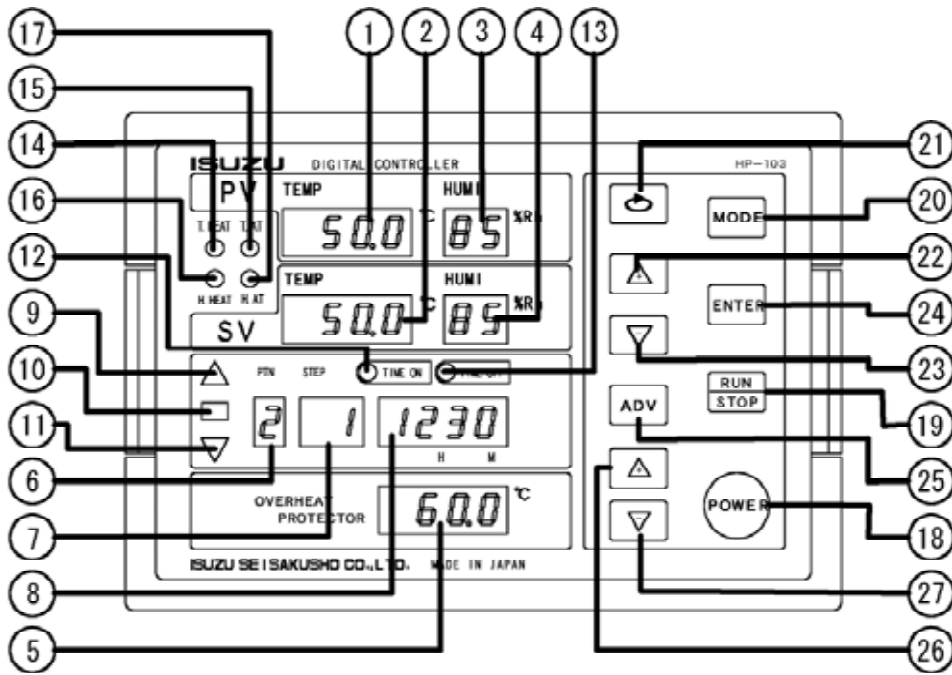 17 1 2 3 4 13
15
14
16
12
9
10
11
6
7
8
5
21
20
22
24
23
19
25
18
27
26
ISUZU DIGITAL CONTROLLER HP-103
PV TEMP HUMI
50.0 °C 85 %Rh
T.HEAT T.AT
H.HEAT H.AT
SV TEMP HUMI
50.0 °C 85 %Rh
PTN STEP TIME ON TIME OFF
2 1 1230
H M
OVERHEAT
PROTECTOR
60.0 °C
ISUZU SEISAKUSHO CO.,LTD. MADE IN JAPAN
MODE
ENTER
RUN
STOP
ADV
POWER